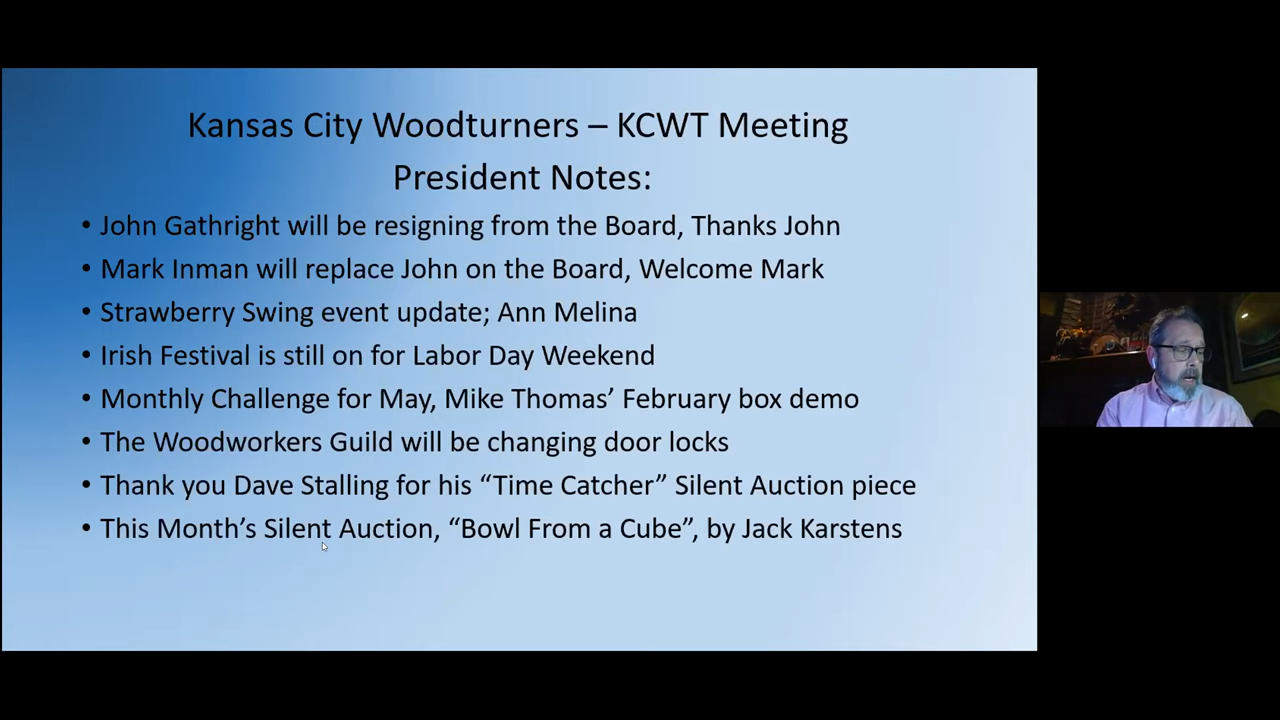 Kansas City Woodturners – KCWT Meeting
President Notes:
• John Gathright will be resigning from the Board, Thanks John
• Mark Inman will replace John on the Board, Welcome Mark
• Strawberry Swing event update; Ann Melina
• Irish Festival is still on for Labor Day Weekend
• Monthly Challenge for May, Mike Thomas’ February box demo
• The Woodworkers Guild will be changing door locks
• Thank you Dave Stalling for his “Time Catcher” Silent Auction piece
• This Month’s Silent Auction, “Bowl From a Cube”, by Jack Karstens